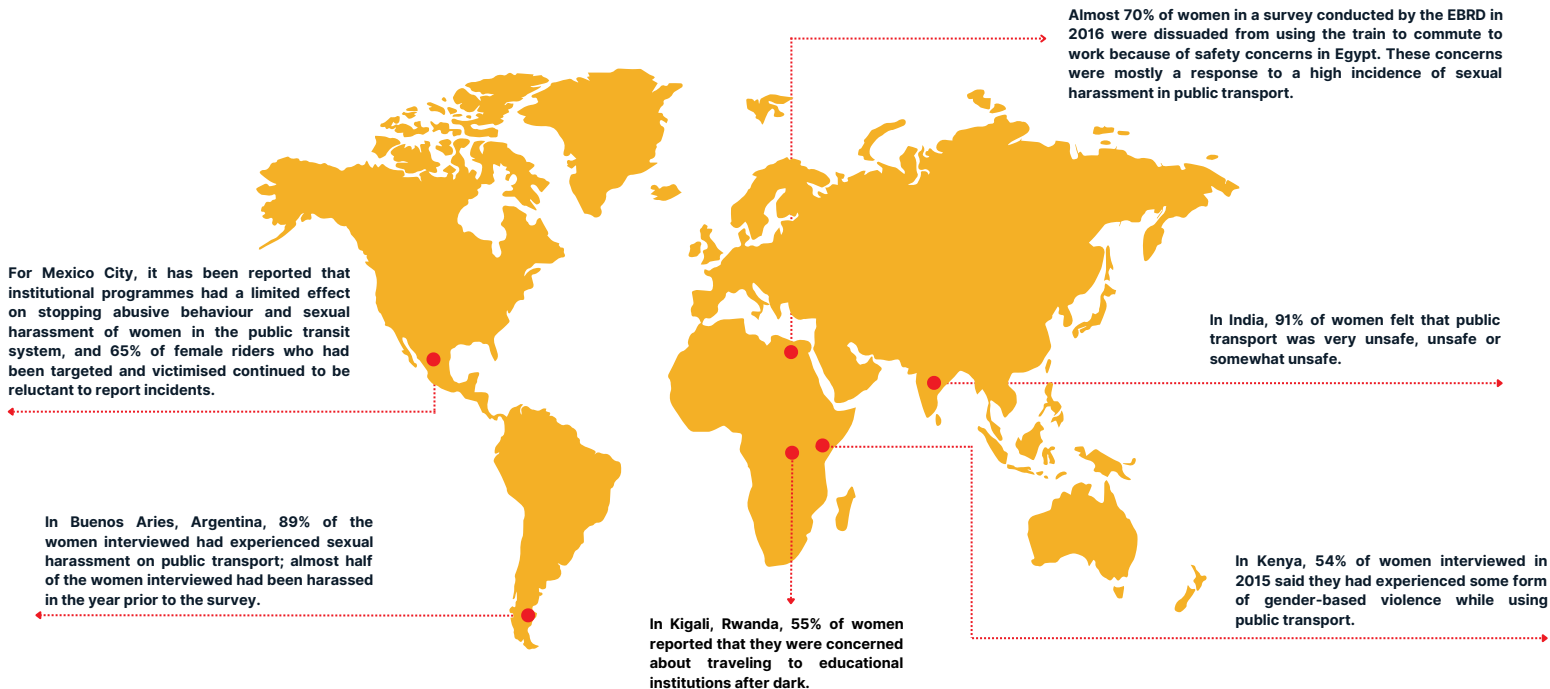 Almost 70% of women in a survey conducted by the EBRD in
2016 were dissuaded from using the train to commute to
work because of safety concerns in Egypt. These concerns
were mostly a response to a high incidence of sexual
harassment in public transport.
For Mexico City, it has been reported that
institutional programmes had a limited effect
on stopping abusive behaviour and sexual
harassment of women in the public transit
system, and 65% of female riders who had
been targeted and victimised continued to be
reluctant to report incidents.
In India, 91% of women felt that public
transport was very unsafe, unsafe or
somewhat unsafe.
In Buenos Aries, Argentina, 89% of the
women interviewed had experienced sexual
harassment on public transport; almost half
of the women interviewed had been harassed
in the year prior to the survey.
In Kenya, 54% of women interviewed in
2015 said they had experienced some form
of gender-based violence while using
public transport.
In Kigali, Rwanda, 55% of women
reported that they were concerned
about traveling to educational
institutions after dark.